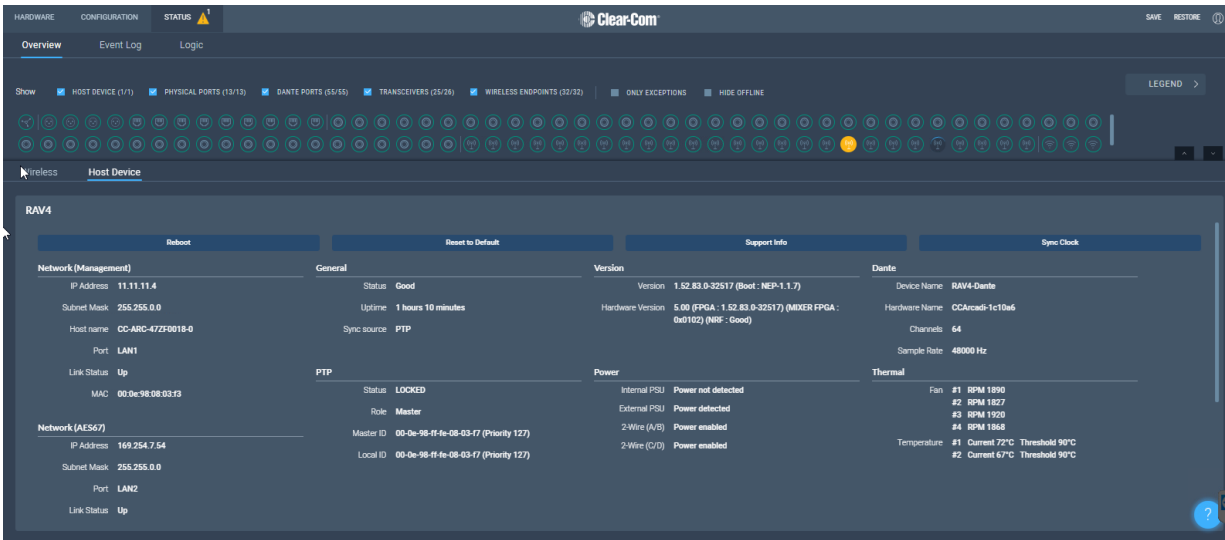 HARDWARE CONFIGURATION STATUS 1 Clear-Com SAVE RESTORE
Overview Event Log Logic
Show HOST DEVICE (1/1) PHYSICAL PORTS (13/13) DANTE PORTS (55/55) TRANSCEIVERS (25/26) WIRELESS ENDPOINTS (32/32) ONLY EXCEPTIONS HIDE OFFLINE LEGEND
Wireless Host Device
RAV4
Reboot Reset to Default Support Info Sync Clock
Network (Management)
IP Address 11.11.11.4
Subnet Mask 255.255.0.0
Host name CC-ARC-47ZF0018-0
Port LAN1
Link Status Up
MAC 00:0e:98:08:03:f3
Network (AES67)
IP Address 169.254.7.54
Subnet Mask 255.255.0.0
Port LAN2
Link Status Up
General
Status Good
Uptime 1 hours 10 minutes
Sync source PTP
PTP
Status LOCKED
Role Master
Master ID 00-0e-98-ff-fe-08-03-f7 (Priority 127)
Local ID 00-0e-98-ff-fe-08-03-f7 (Priority 127)
Version
Version 1.52.83.0-32517 (Boot : NEP-1.1.7)
Hardware Version 5.00 (FPGA : 1.52.83.0-32517) (MIXER FPGA :
0x0102) (NRF : Good)
Power
Internal PSU Power not detected
External PSU Power detected
2-Wire (A/B) Power enabled
2-Wire (C/D) Power enabled
Dante
Device Name RAV4-Dante
Hardware Name CCArcadi-1c10a6
Channels 64
Sample Rate 48000 Hz
Thermal
Fan #1 RPM 1890
#2 RPM 1827
#3 RPM 1920
#4 RPM 1868
Temperature #1 Current 72°C Threshold 90°C
#2 Current 67°C Threshold 90°C
?